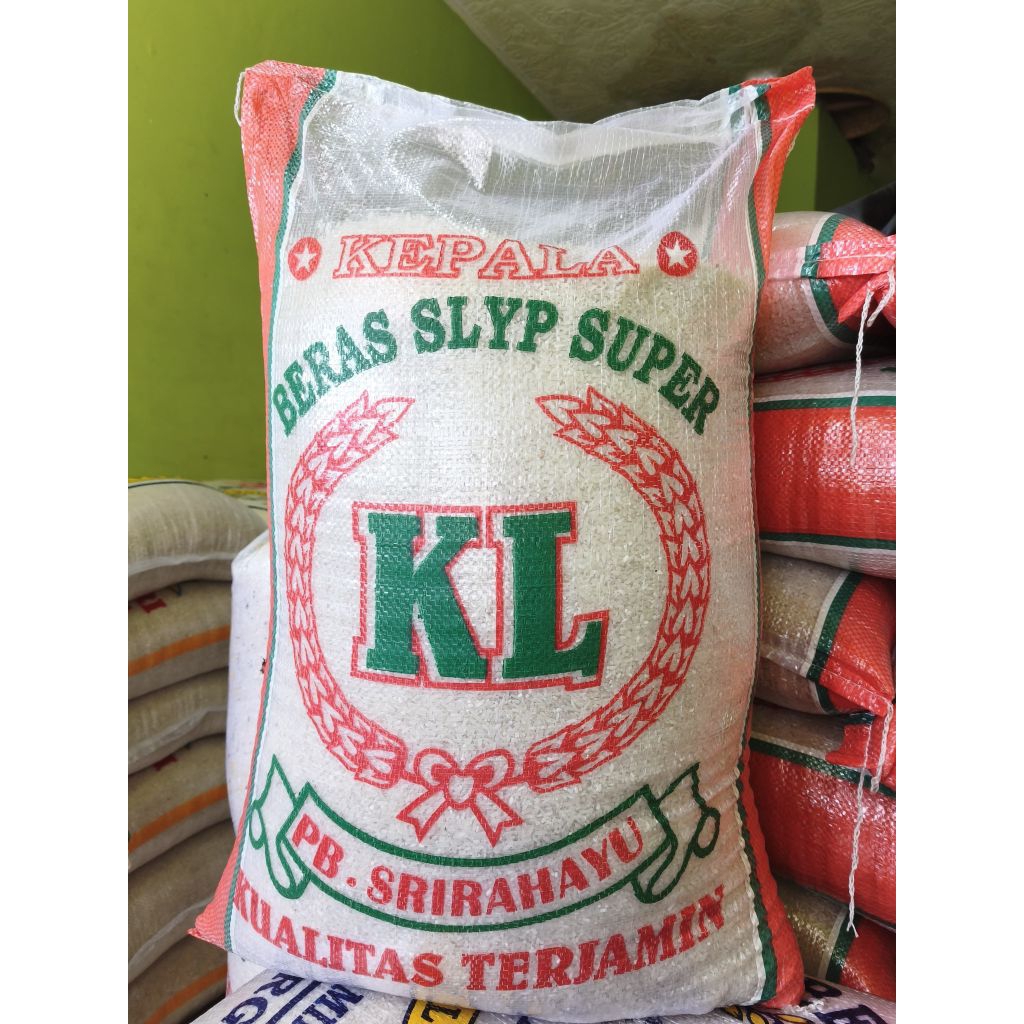 KEPALA
BERAS SLYP SUPER
KL
PB. SRIRAHAYU
KUALITAS TERJAMIN